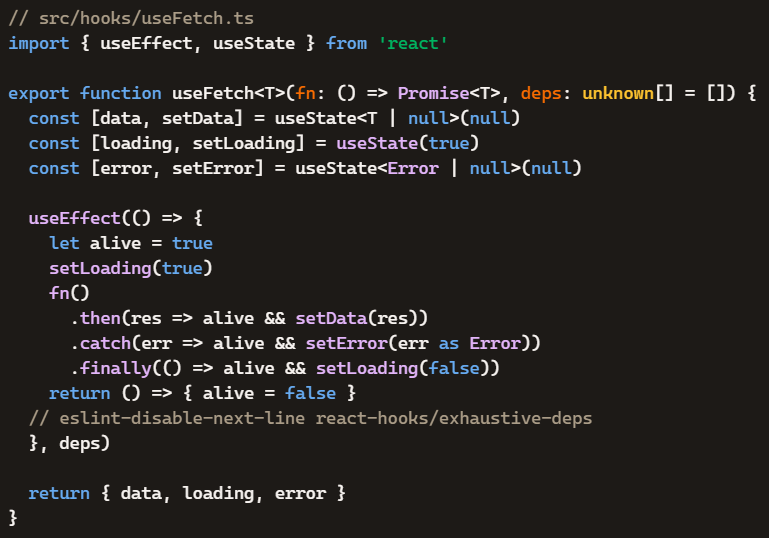 // src/hooks/useFetch.ts
import { useEffect, useState } from 'react'

export function useFetch<T>(fn: () => Promise<T>, deps: unknown[] = []) {
  const [data, setData] = useState<T | null>(null)
  const [loading, setLoading] = useState(true)
  const [error, setError] = useState<Error | null>(null)

  useEffect(() => {
    let alive = true
    setLoading(true)
    fn()
      .then(res => alive && setData(res))
      .catch(err => alive && setError(err as Error))
      .finally(() => alive && setLoading(false))
    return () => { alive = false }
  // eslint-disable-next-line react-hooks/exhaustive-deps
  }, deps)

  return { data, loading, error }
}